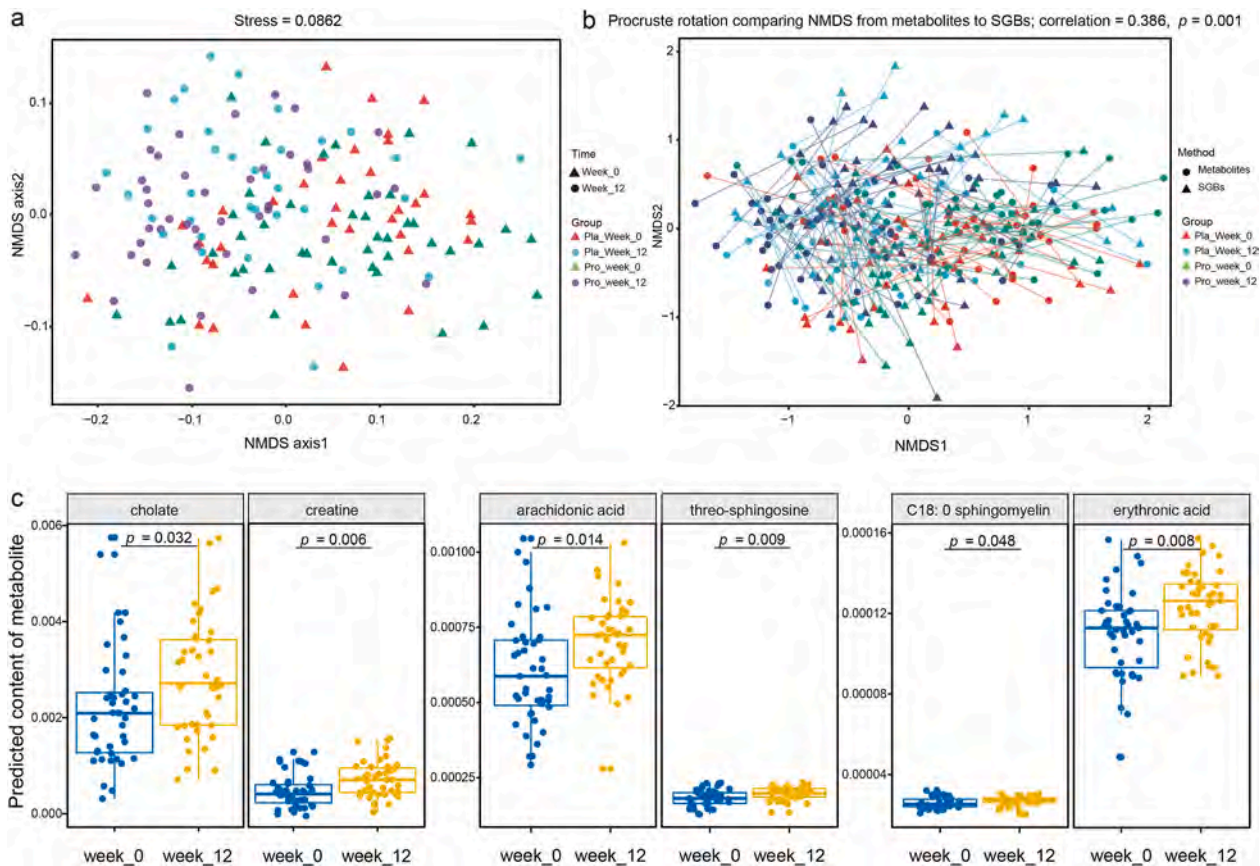 a
Stress = 0.0862
NMDS axis2
0.1
0.0
−0.1
−0.2
−0.1
0.0
0.1
0.2
NMDS axis1
Time
Week_0
Week_12
Group
Pla_Week_0
Pla_Week_12
Pro_week_0
Pro_week_12
b
Procruste rotation comparing NMDS from metabolites to SGBs; correlation = 0.386, p = 0.001
NMDS2
2
1
0
−1
−2
−1
0
1
2
NMDS1
Method
Metabolites
SGBs
Group
Pla_Week_0
Pla_Week_12
Pro_week_0
Pro_week_12
c
Predicted content of metabolite
0.006
0.004
0.002
0.000
cholate
p = 0.032
week_0 week_12
creatine
p = 0.006
week_0 week_12
0.00100
0.00075
0.00050
0.00025
arachidonic acid
p = 0.014
week_0 week_12
threo-sphingosine
p = 0.009
week_0 week_12
0.00016
0.00012
0.00008
0.00004
C18: 0 sphingomyelin
p = 0.048
week_0 week_12
erythronic acid
p = 0.008
week_0 week_12